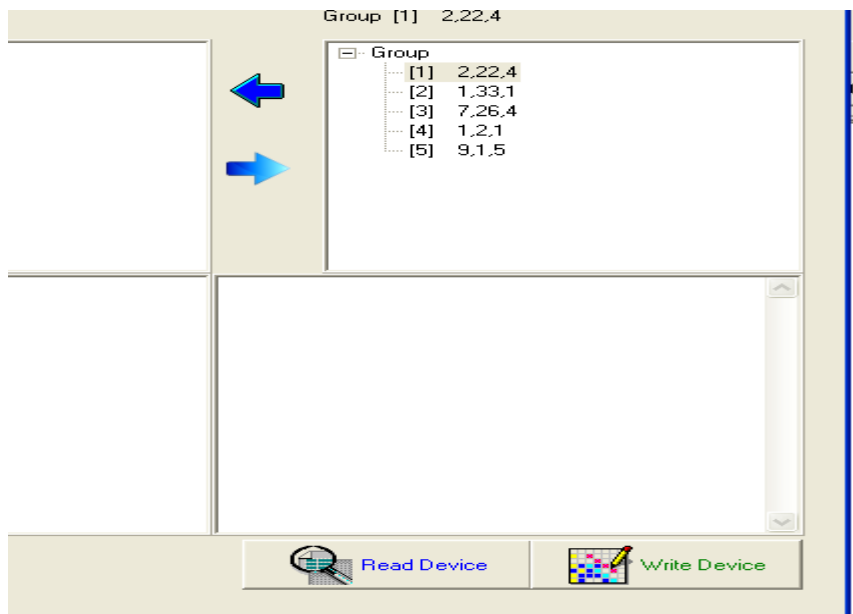 Group [1] 2,22,4
Group
[1] 2,22,4
[2] 1,33,1
[3] 7,26,4
[4] 1,2,1
[5] 9,1,5
Read Device
Write Device